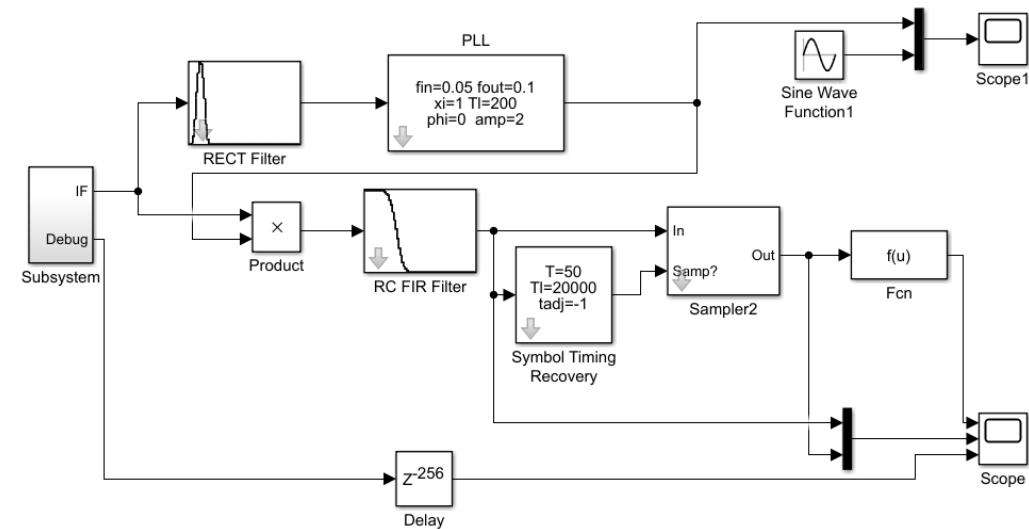 PLL
fin=0.05 fout=0.1
xi=1 Tl=200
phi=0 amp=2
RECT Filter
Sine Wave
Function1
Scope1
IF
Debug
Subsystem
×
Product
RC FIR Filter
T=50
Tl=20000
tadj=-1
Symbol Timing
Recovery
In
Samp?
Out
Sampler2
f(u)
Fcn
Z-256
Delay
Scope